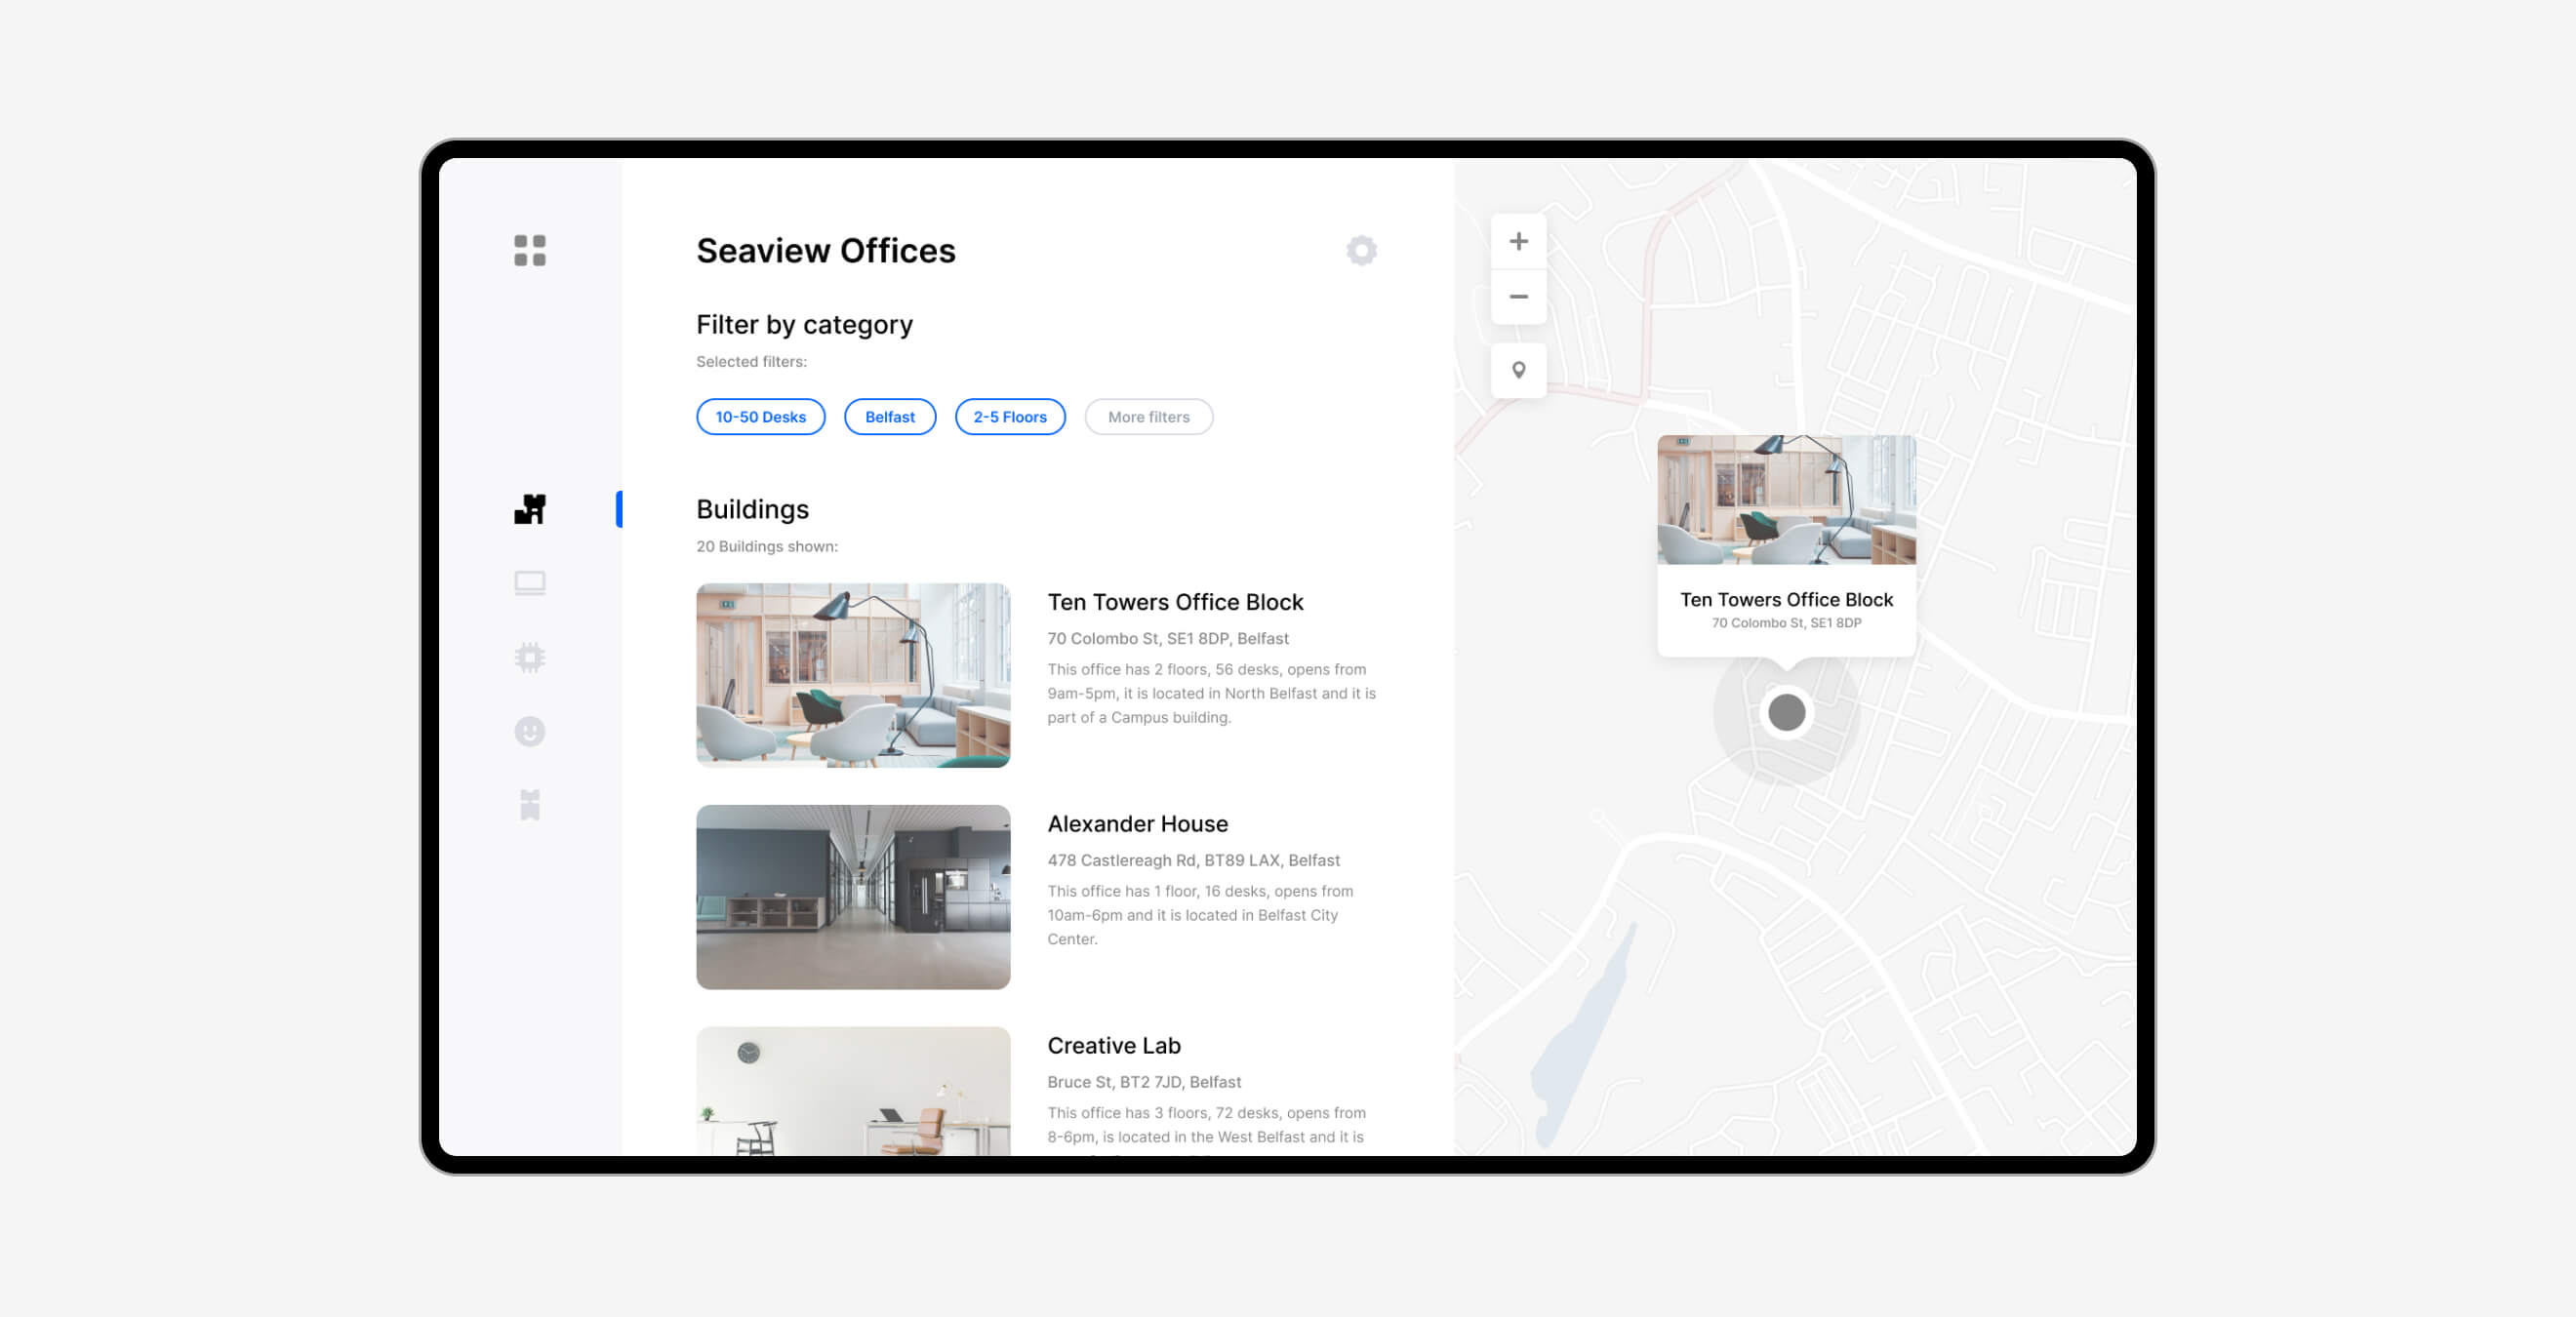 Seaview Offices
Filter by category
Selected filters:
10-50 Desks
Belfast
2-5 Floors
More filters
Buildings
20 Buildings shown:
Ten Towers Office Block
70 Colombo St, SE1 8DP, Belfast
This office has 2 floors, 56 desks, opens from
9am-5pm, it is located in North Belfast and it is
part of a Campus building.
Alexander House
478 Castlereagh Rd, BT89 LAX, Belfast
This office has 1 floor, 16 desks, opens from
10am-6pm and it is located in Belfast City
Center.
Creative Lab
Bruce St, BT2 7JD, Belfast
This office has 3 floors, 72 desks, opens from
8-6pm, is located in the West Belfast and it is
Ten Towers Office Block
70 Colombo St, SE1 8DP